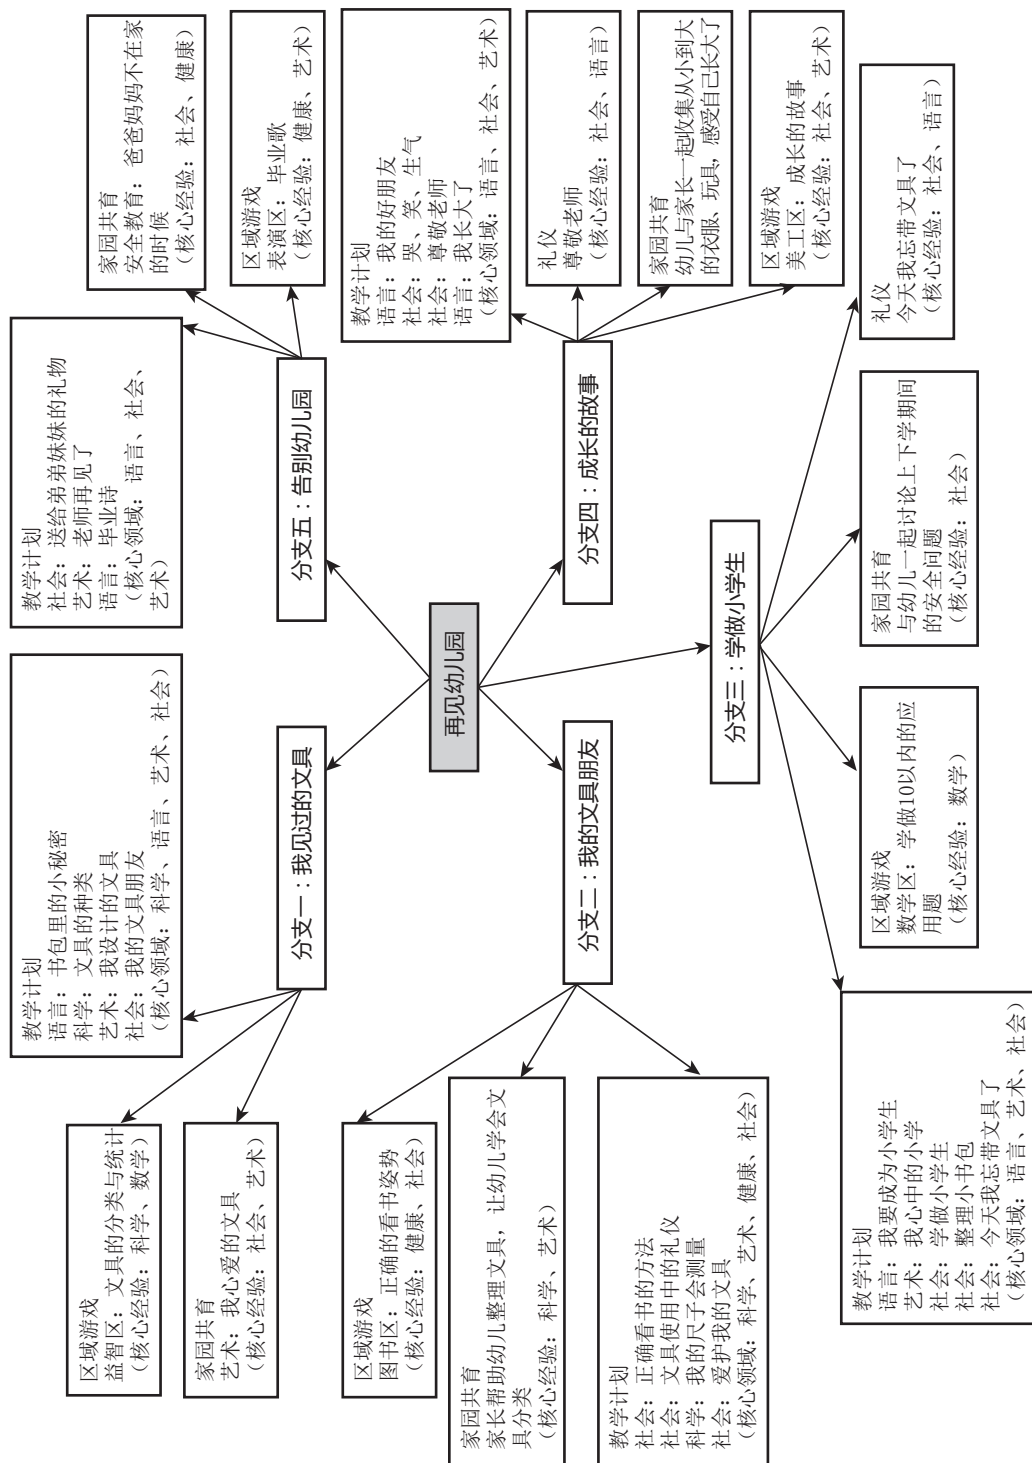 教学计划
语言：书包里的小秘密
科学：文具的种类
艺术：我设计的文具
社会：我的文具朋友
（核心领域：科学、语言、艺术、社会）
区域游戏
益智区：文具的分类与统计
（核心经验：科学、数学）
家园共育
艺术：我心爱的文具
（核心经验：社会、艺术）
分支一：我见过的文具
教学计划
社会：送给弟弟妹妹的礼物
艺术：老师再见了
语言：毕业诗
（核心领域：语言、社会、
艺术）
家园共育
安全教育：爸爸妈妈不在家
的时候
（核心经验：社会、健康）
区域游戏
表演区：毕业歌
（核心经验：健康、艺术）
分支五：告别幼儿园
再见幼儿园
区域游戏
图书区：正确的看书姿势
（核心经验：健康、社会）
家园共育
家长帮助幼儿整理文具，让幼儿学会文
具分类
（核心经验：科学、艺术）
教学计划
社会：正确看书的方法
社会：文具使用中的礼仪
科学：我的尺子会测量
社会：爱护我的文具
（核心领域：科学、艺术、健康、社会）
分支二：我的文具朋友
分支四：成长的故事
教学计划
语言：我的好朋友
社会：哭、笑、生气
社会：尊敬老师
语言：我长大了
（核心领域：语言、社会、艺术）
礼仪
尊敬老师
（核心经验：社会、语言）
家园共育
幼儿与家长一起收集从小到大
的衣服、玩具，感受自己长大了
区域游戏
美工区：成长的故事
（核心经验：社会、艺术）
分支三：学做小学生
教学计划
语言：我要成为小学生
艺术：我心中的小学
社会：学做小学生
社会：整理小书包
社会：今天我忘带文具了
（核心领域：语言、艺术、社会）
区域游戏
数学区：学做10以内的应
用题
（核心经验：数学）
家园共育
与幼儿一起讨论上下学期间
的安全问题
（核心经验：社会）
礼仪
今天我忘带文具了
（核心经验：社会、语言）